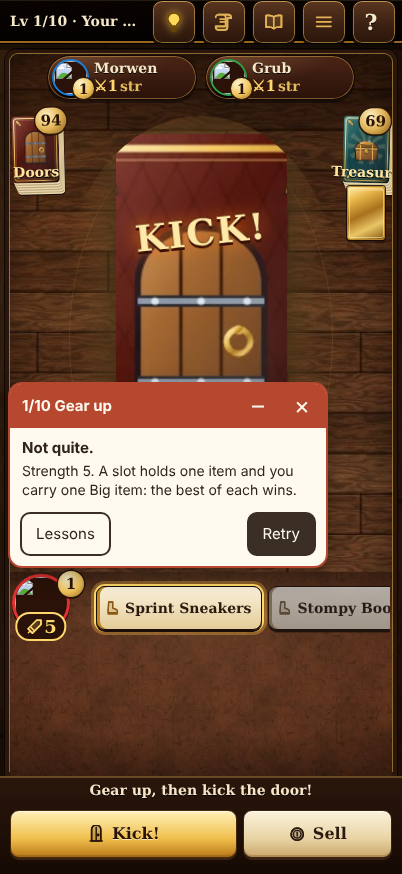 Lv 1/10 · Your ...
?
Morwen
1
1 str
Grub
1
1 str
94
Doors
69
Treasur
KICK!
1/10 Gear up
Not quite.
Strength 5. A slot holds one item and you
carry one Big item: the best of each wins.
Lessons
Retry
1
5
Sprint Sneakers
Stompy Boo
Gear up, then kick the door!
Kick!
Sell